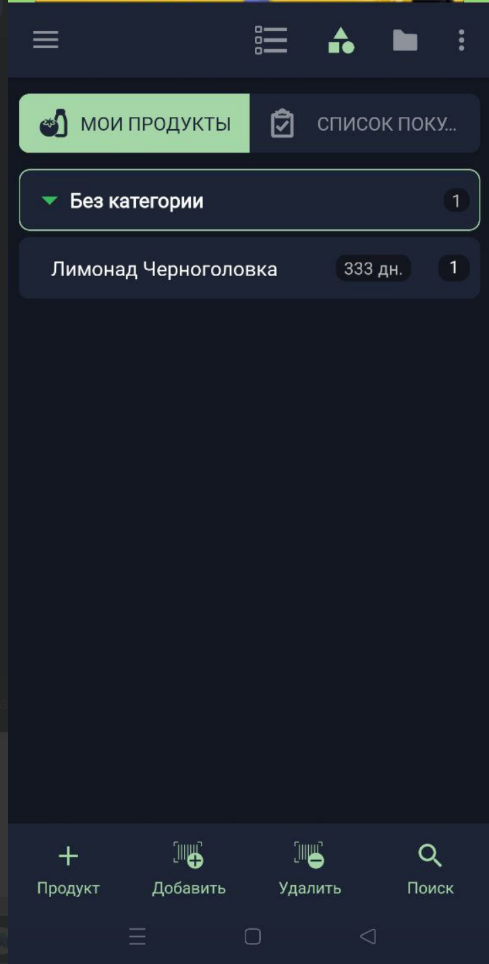 МОИ ПРОДУКТЫ
СПИСОК ПОКУ...
Без категории 1
Лимонад Черноголовка 333 дн. 1
Продукт Добавить Удалить Поиск